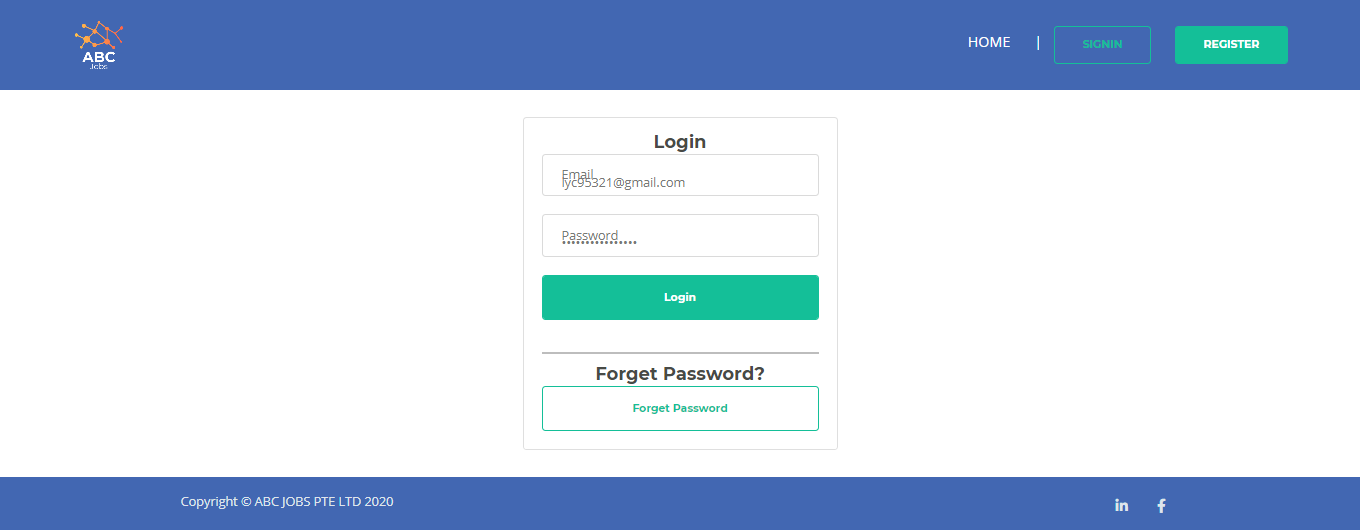 ABC
Jobs
HOME | SIGNIN REGISTER
Login
Email
lyc95321@gmail.com
Password
••••••••••••••••
Login
Forget Password?
Forget Password
Copyright © ABC JOBS PTE LTD 2020